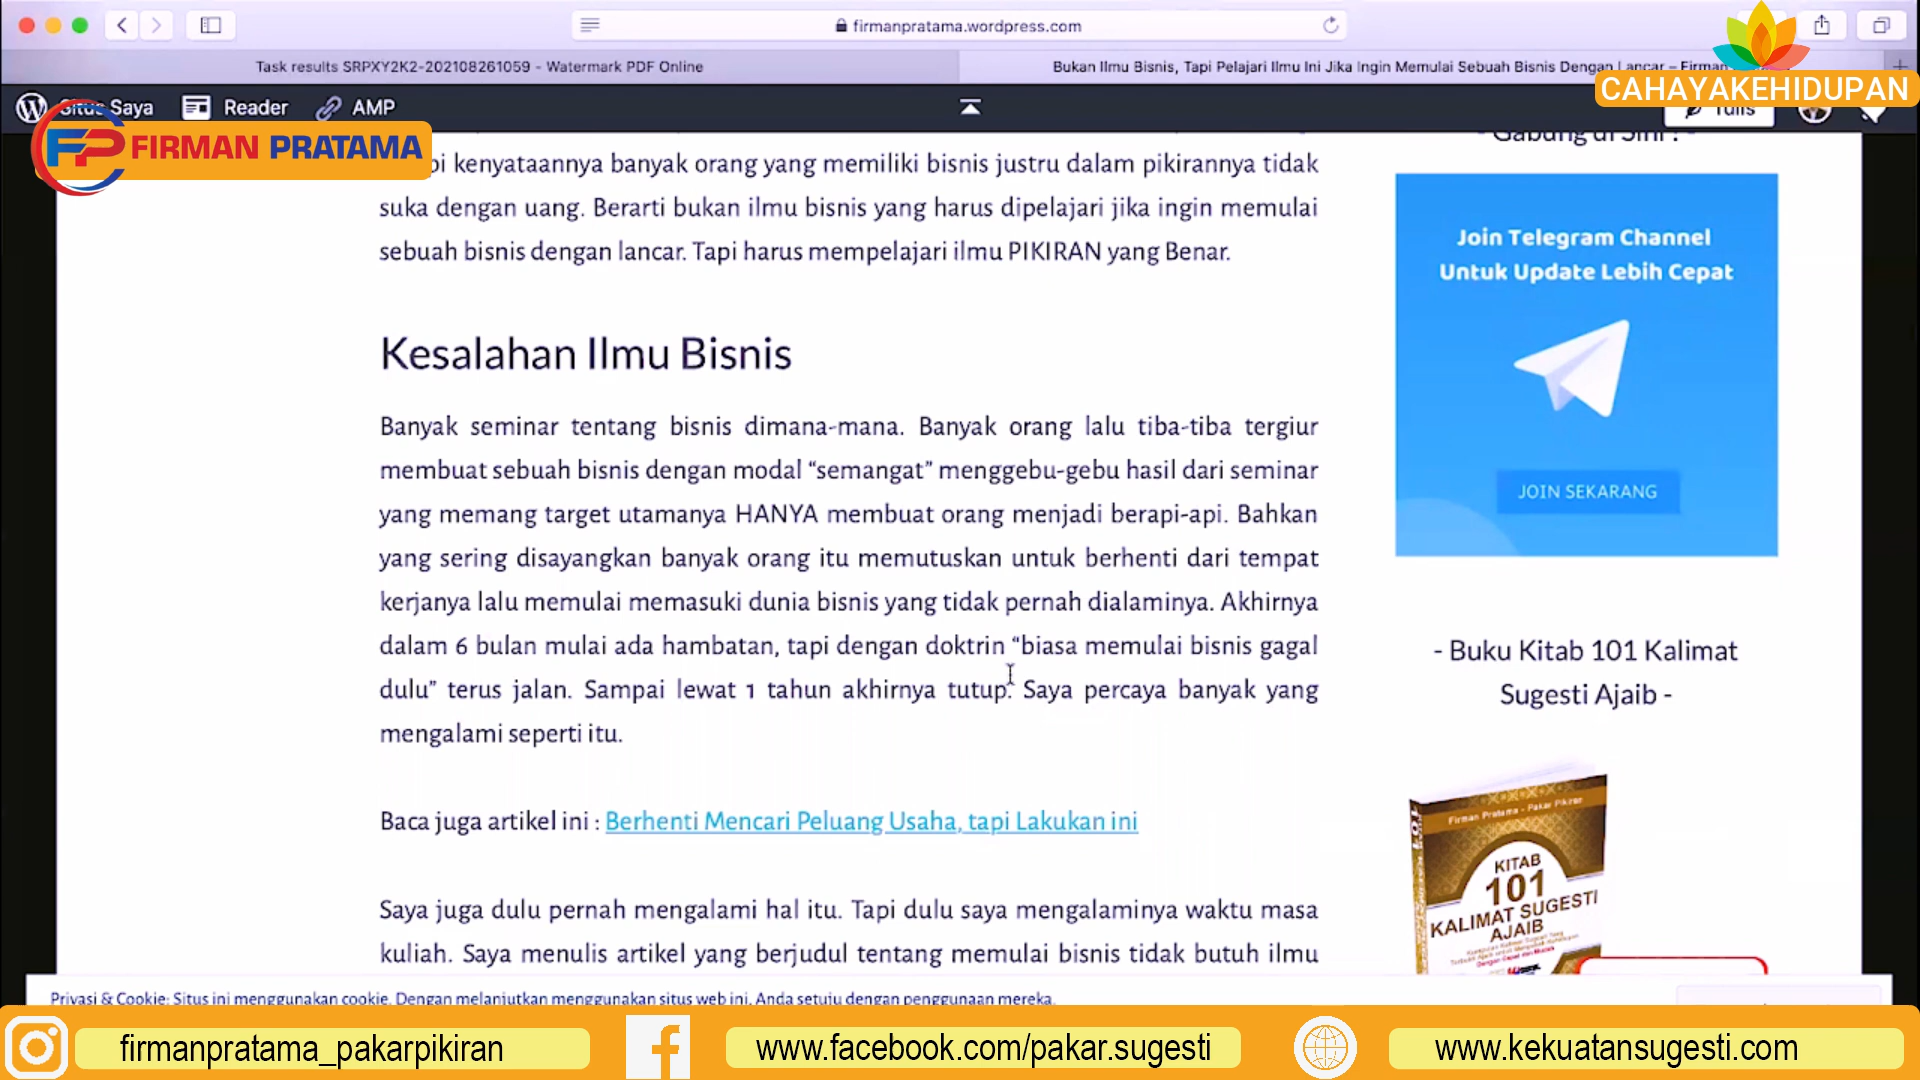 firmanpratama.wordpress.com
Task results SRPXY2K2-202108261059 - Watermark PDF Online
Bukan Ilmu Bisnis, Tapi Pelajari Ilmu Ini Jika Ingin Memulai Sebuah Bisnis Dengan Lancar – Firman
CAHAYAKEHIDUPAN
Situs Saya
Reader
AMP
Tulis
FP FIRMAN PRATAMA
kenyataannya banyak orang yang memiliki bisnis justru dalam pikirannya tidak
suka dengan uang. Berarti bukan ilmu bisnis yang harus dipelajari jika ingin memulai
sebuah bisnis dengan lancar. Tapi harus mempelajari ilmu PIKIRAN yang Benar.
Kesalahan Ilmu Bisnis
Banyak seminar tentang bisnis dimana-mana. Banyak orang lalu tiba-tiba tergiur
membuat sebuah bisnis dengan modal “semangat” menggebu-gebu hasil dari seminar
yang memang target utamanya HANYA membuat orang menjadi berapi-api. Bahkan
yang sering disayangkan banyak orang itu memutuskan untuk berhenti dari tempat
kerjanya lalu memulai memasuki dunia bisnis yang tidak pernah dialaminya. Akhirnya
dalam 6 bulan mulai ada hambatan, tapi dengan doktrin “biasa memulai bisnis gagal
dulu” terus jalan. Sampai lewat 1 tahun akhirnya tutup. Saya percaya banyak yang
mengalami seperti itu.
Baca juga artikel ini : Berhenti Mencari Peluang Usaha, tapi Lakukan ini
Saya juga dulu pernah mengalami hal itu. Tapi dulu saya mengalaminya waktu masa
kuliah. Saya menulis artikel yang berjudul tentang memulai bisnis tidak butuh ilmu
- Gabung di Sini ! -
Join Telegram Channel
Untuk Update Lebih Cepat
JOIN SEKARANG
- Buku Kitab 101 Kalimat
Sugesti Ajaib -
Firman Pratama - Pakar Pikiran
KITAB
101
KALIMAT SUGESTI
AJAIB
Privasi & Cookie: Situs ini menggunakan cookie. Dengan melanjutkan menggunakan situs web ini, Anda setuju dengan penggunaan mereka.
firmanpratama_pakarpikiran
www.facebook.com/pakar.sugesti
www.kekuatansugesti.com